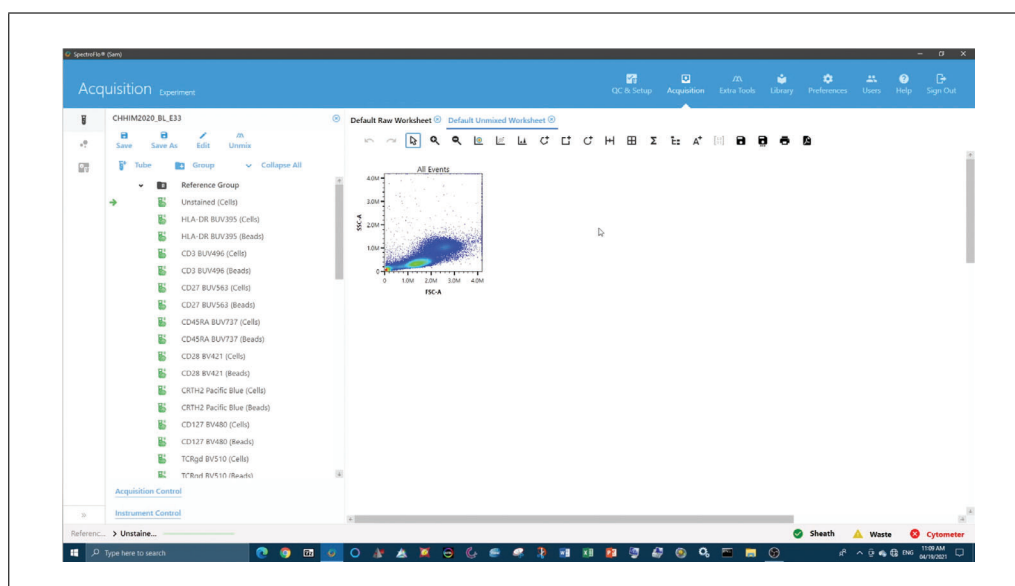 SpectroFlo® (Sam)
Acquisition Experiment
QC & Setup Acquisition Extra Tools Library Preferences Users Help Sign Out
CHHIM2020_BL_E33
Save Save As Edit Unmix
Tube Group Collapse All
Reference Group
Unstained (Cells)
HLA-DR BUV395 (Cells)
HLA-DR BUV395 (Beads)
CD3 BUV496 (Cells)
CD3 BUV496 (Beads)
CD27 BUV563 (Cells)
CD27 BUV563 (Beads)
CD45RA BUV737 (Cells)
CD45RA BUV737 (Beads)
CD28 BV421 (Cells)
CD28 BV421 (Beads)
CRTH2 Pacific Blue (Cells)
CRTH2 Pacific Blue (Beads)
CD127 BV480 (Cells)
CD127 BV480 (Beads)
TCRgd BV510 (Cells)
TCRgd BV510 (Beads)
Acquisition Control
Instrument Control
Default Raw Worksheet Default Unmixed Worksheet
All Events
4.0M
3.0M
2.0M
1.0M
0
SSC-A
0 1.0M 2.0M 3.0M 4.0M
FSC-A
Referenc... > Unstaine...
Sheath Waste Cytometer
Type here to search
ENG
11:09 AM
04/19/2021